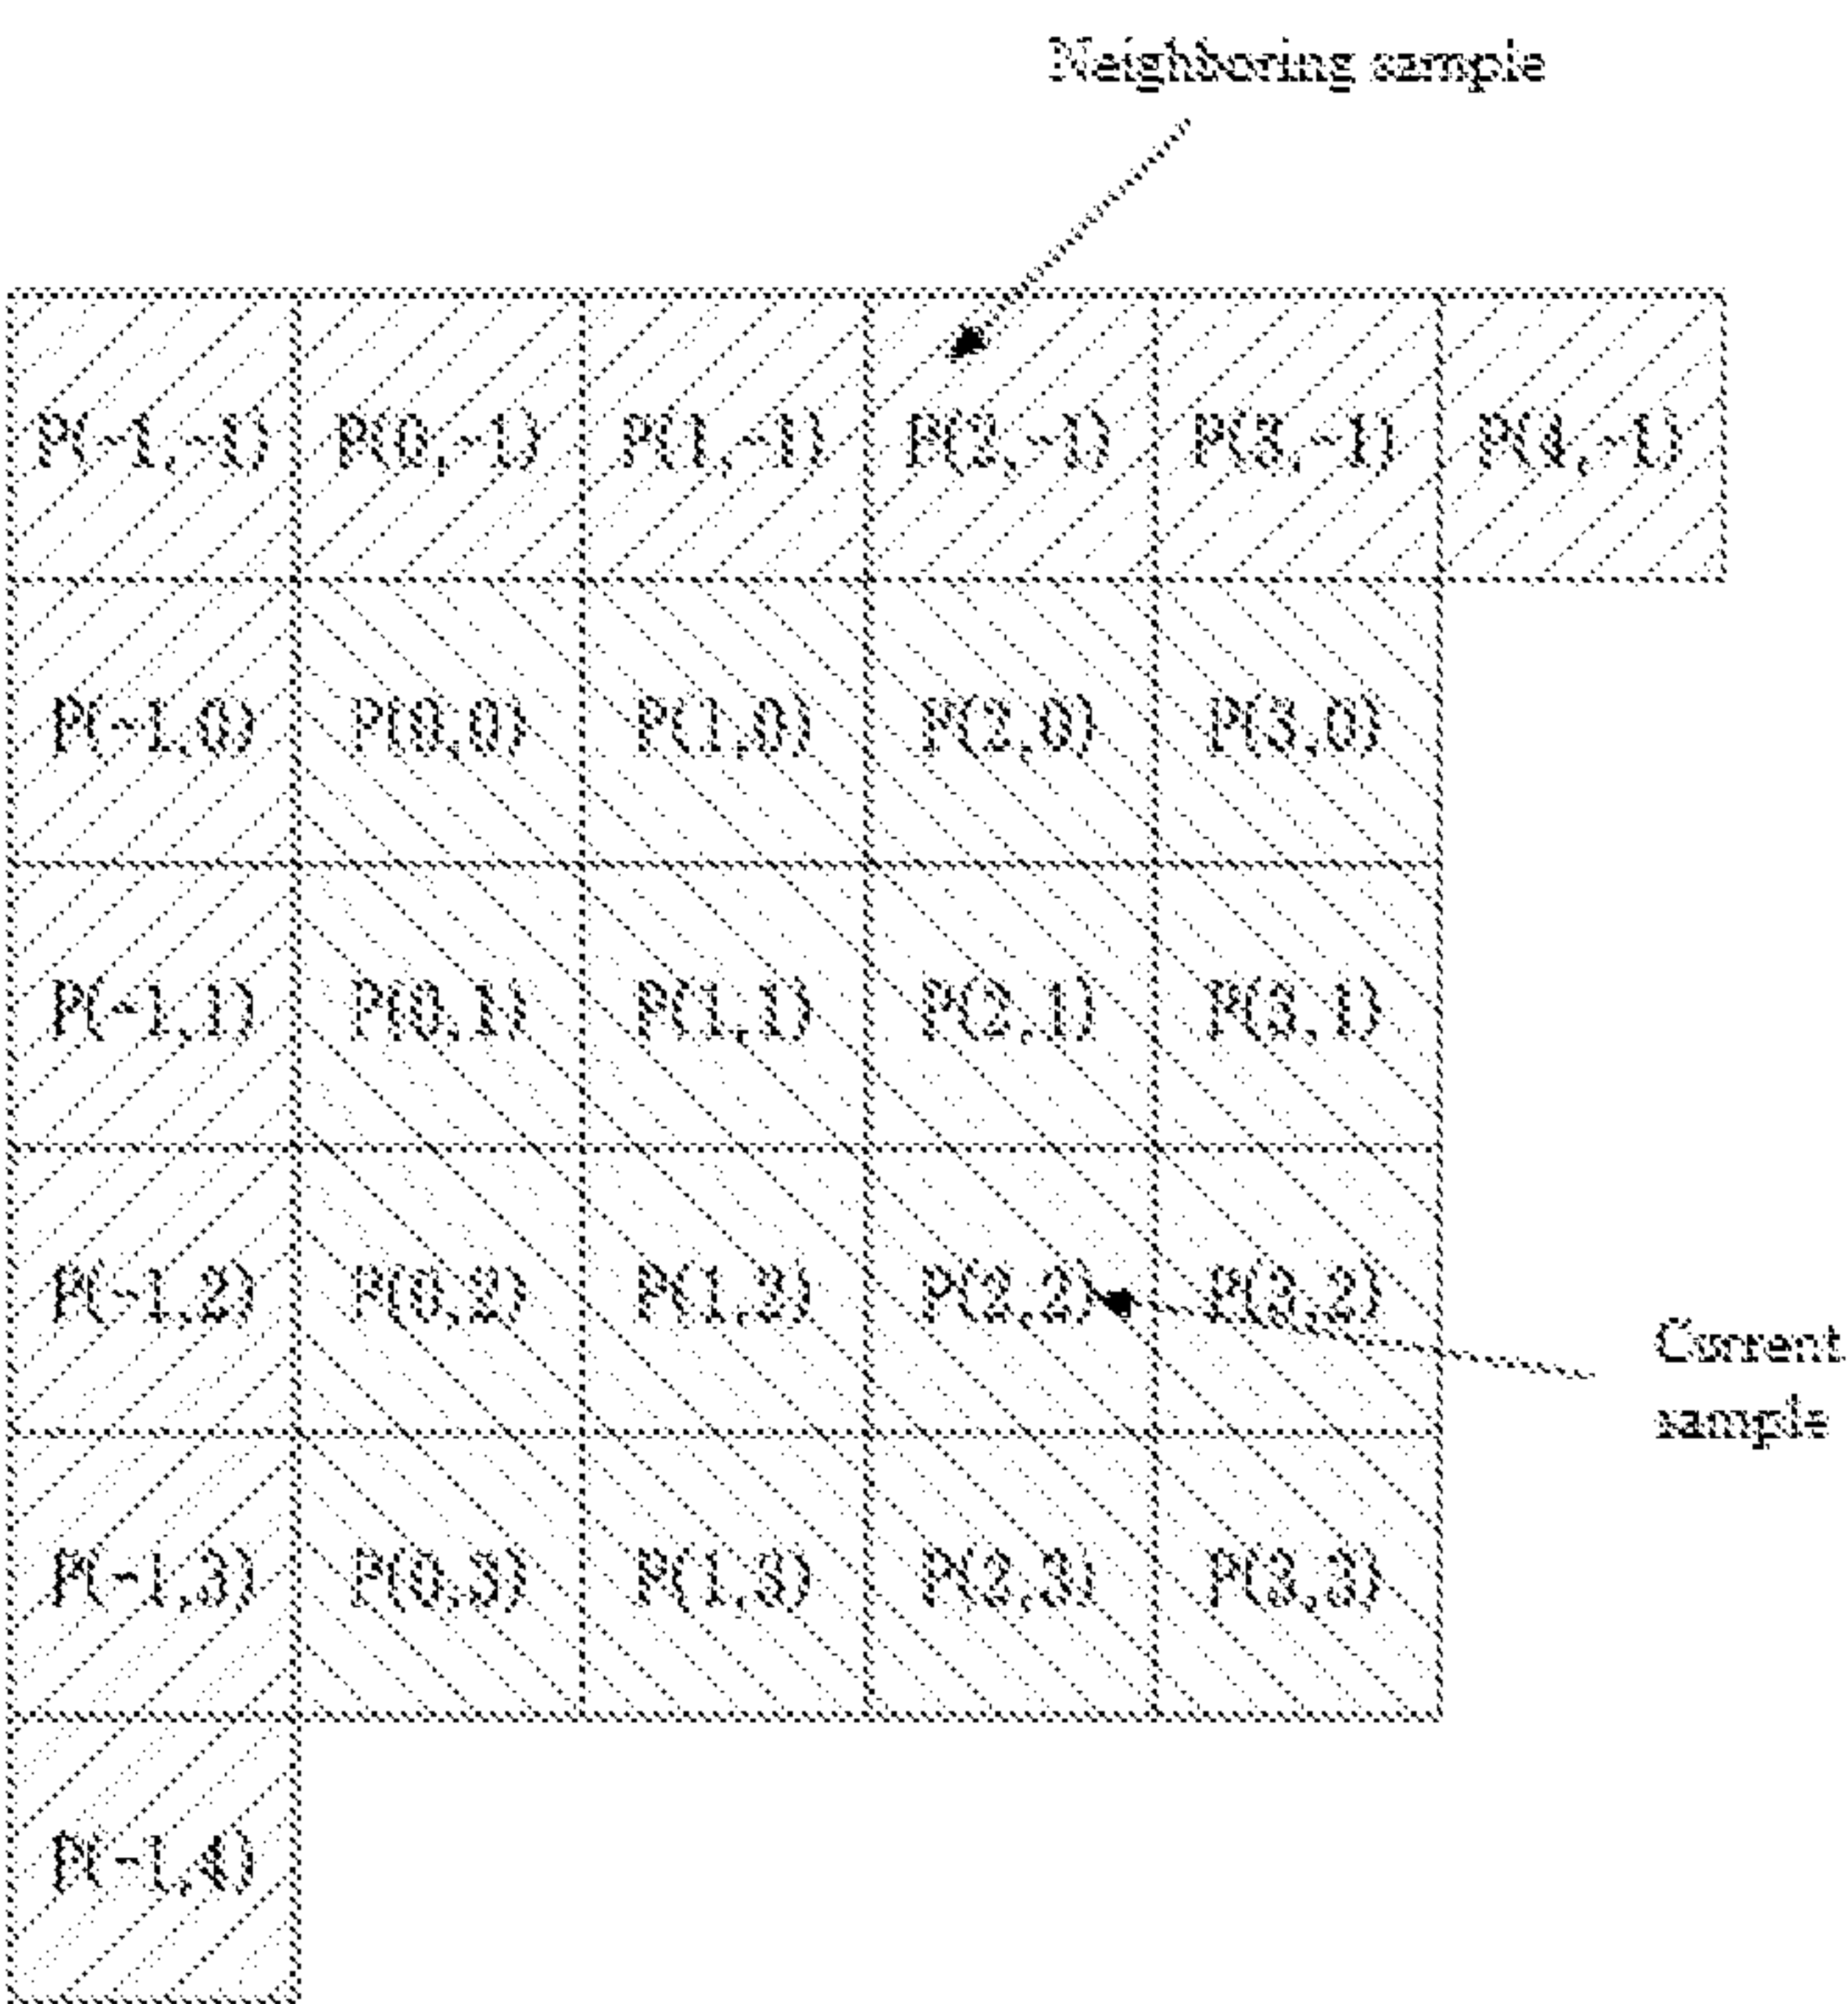 Neighboring sample
P(-1,-1) P(0,-1) P(1,-1) P(2,-1) P(3,-1) P(4,-1)
P(-1,0) P(0,0) P(1,0) P(2,0) P(3,0)
P(-1,1) P(0,1) P(1,1) P(2,1) P(3,1)
P(-1,2) P(0,2) P(1,2) P(2,2) P(3,2)
Current
sample
P(-1,3) P(0,3) P(1,3) P(2,3) P(3,3)
P(-1,4)